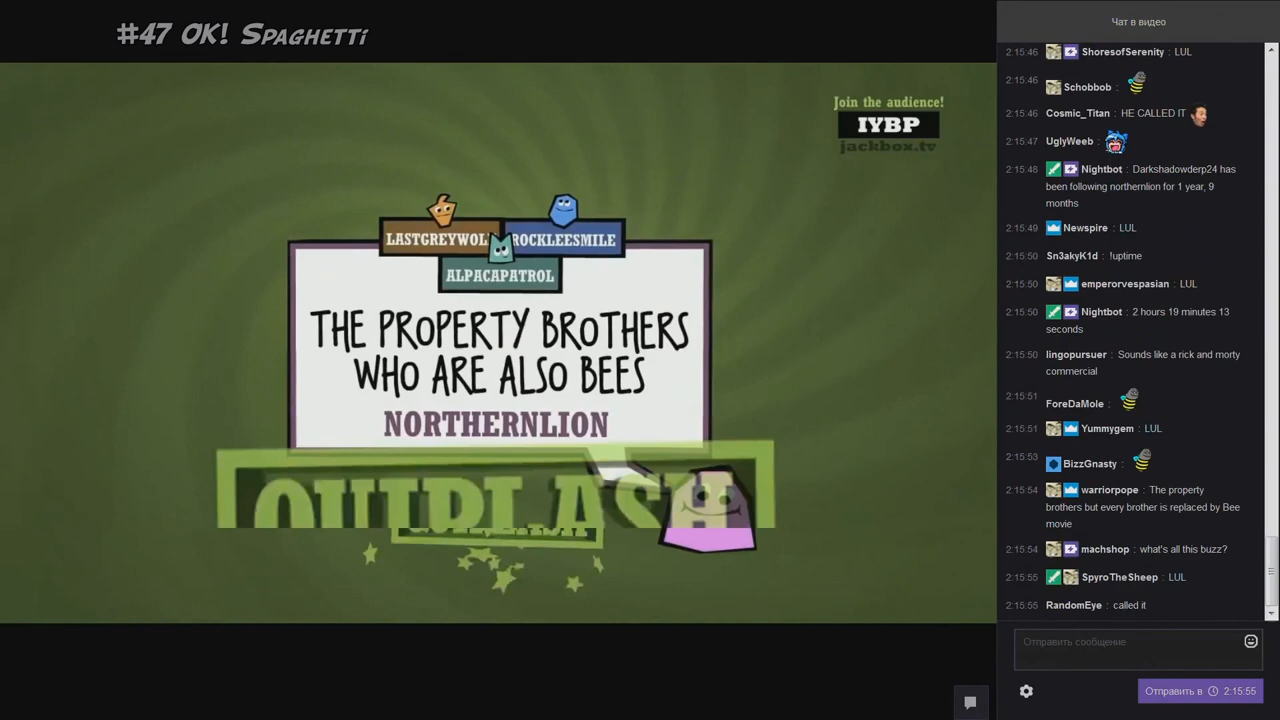 #47 OK! Spaghetti
Join the audience!
IYBP
jackbox.tv
LASTGREYWOL
ROCKLEESMILE
ALPACAPATROL
THE PROPERTY BROTHERS
WHO ARE ALSO BEES
NORTHERNLION
QUIPLASH
Чат в видео
2:15:46 ShoresofSerenity : LUL
2:15:46 Schobbob :
2:15:46 Cosmic_Titan : HE CALLED IT
2:15:47 UglyWeeb :
2:15:48 Nightbot : Darkshadowderp24 has
been following northernlion for 1 year, 9
months
2:15:49 Newspire : LUL
2:15:50 Sn3akyK1d : !uptime
2:15:50 emperorvespasian : LUL
2:15:50 Nightbot : 2 hours 19 minutes 13
seconds
2:15:50 lingopursuer : Sounds like a rick and morty
commercial
2:15:51 ForeDaMole :
2:15:51 Yummygem : LUL
2:15:53 BizzGnasty :
2:15:54 warriorpope : The property
brothers but every brother is replaced by Bee
movie
2:15:54 machshop : what's all this buzz?
2:15:55 SpyroTheSheep : LUL
2:15:55 RandomEye : called it
Отправить сообщение
Отправить в 2:15:55